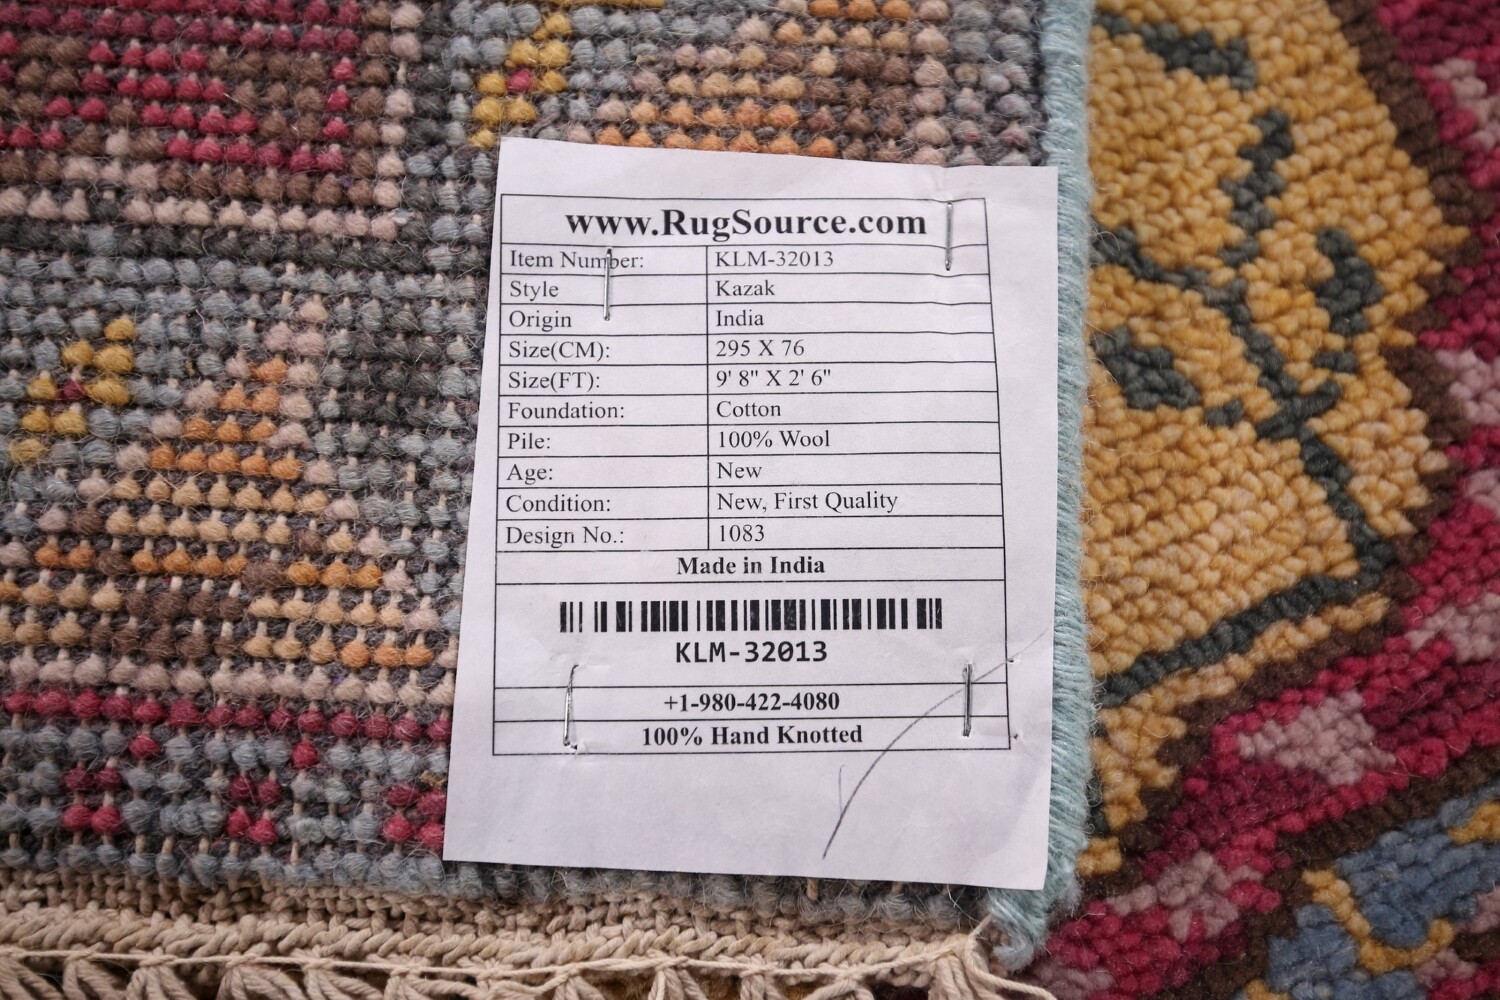 www.RugSource.com
Item Number: KLM-32013
Style Kazak
Origin India
Size(CM): 295 X 76
Size(FT): 9' 8" X 2' 6"
Foundation: Cotton
Pile: 100% Wool
Age: New
Condition: New, First Quality
Design No.: 1083
Made in India
KLM-32013
+1-980-422-4080
100% Hand Knotted